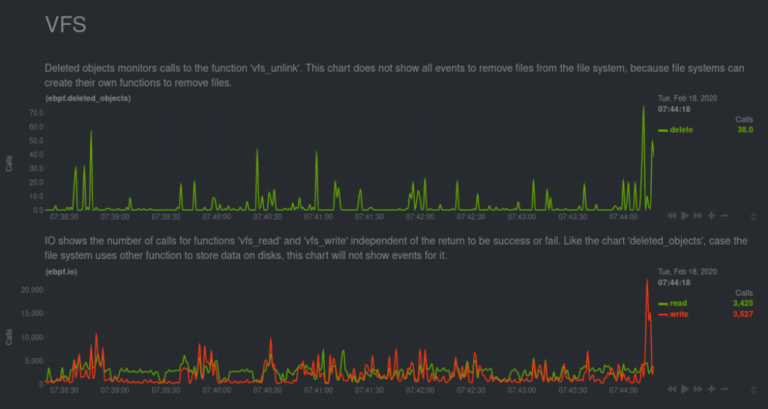 VFS
Deleted objects monitors calls to the function 'vfs_unlink'. This chart does not show all events to remove files from the file system, because file systems can
create their own functions to remove files.
(ebpf.deleted_objects)
Tue, Feb 18, 2020
07:44:18
Calls
delete 38.0
Calls
70.0
60.0
50.0
40.0
30.0
20.0
10.0
0.0
07:38:30 07:39:00 07:39:30 07:40:00 07:40:30 07:41:00 07:41:30 07:42:00 07:42:30 07:43:00 07:43:30 07:44:00
IO shows the number of calls for functions 'vfs_read' and 'vfs_write' independent of the return to be success or fail. Like the chart 'deleted_objects', case the
file system uses other function to store data on disks, this chart will not show events for it.
(ebpf.io)
Tue, Feb 18, 2020
07:44:18
Calls
read 3,425
write 3,527
Calls
20,000
15,000
10,000
5,000
0
07:38:30 07:39:00 07:39:30 07:40:00 07:40:30 07:41:00 07:41:30 07:42:00 07:42:30 07:43:00 07:43:30 07:44:00